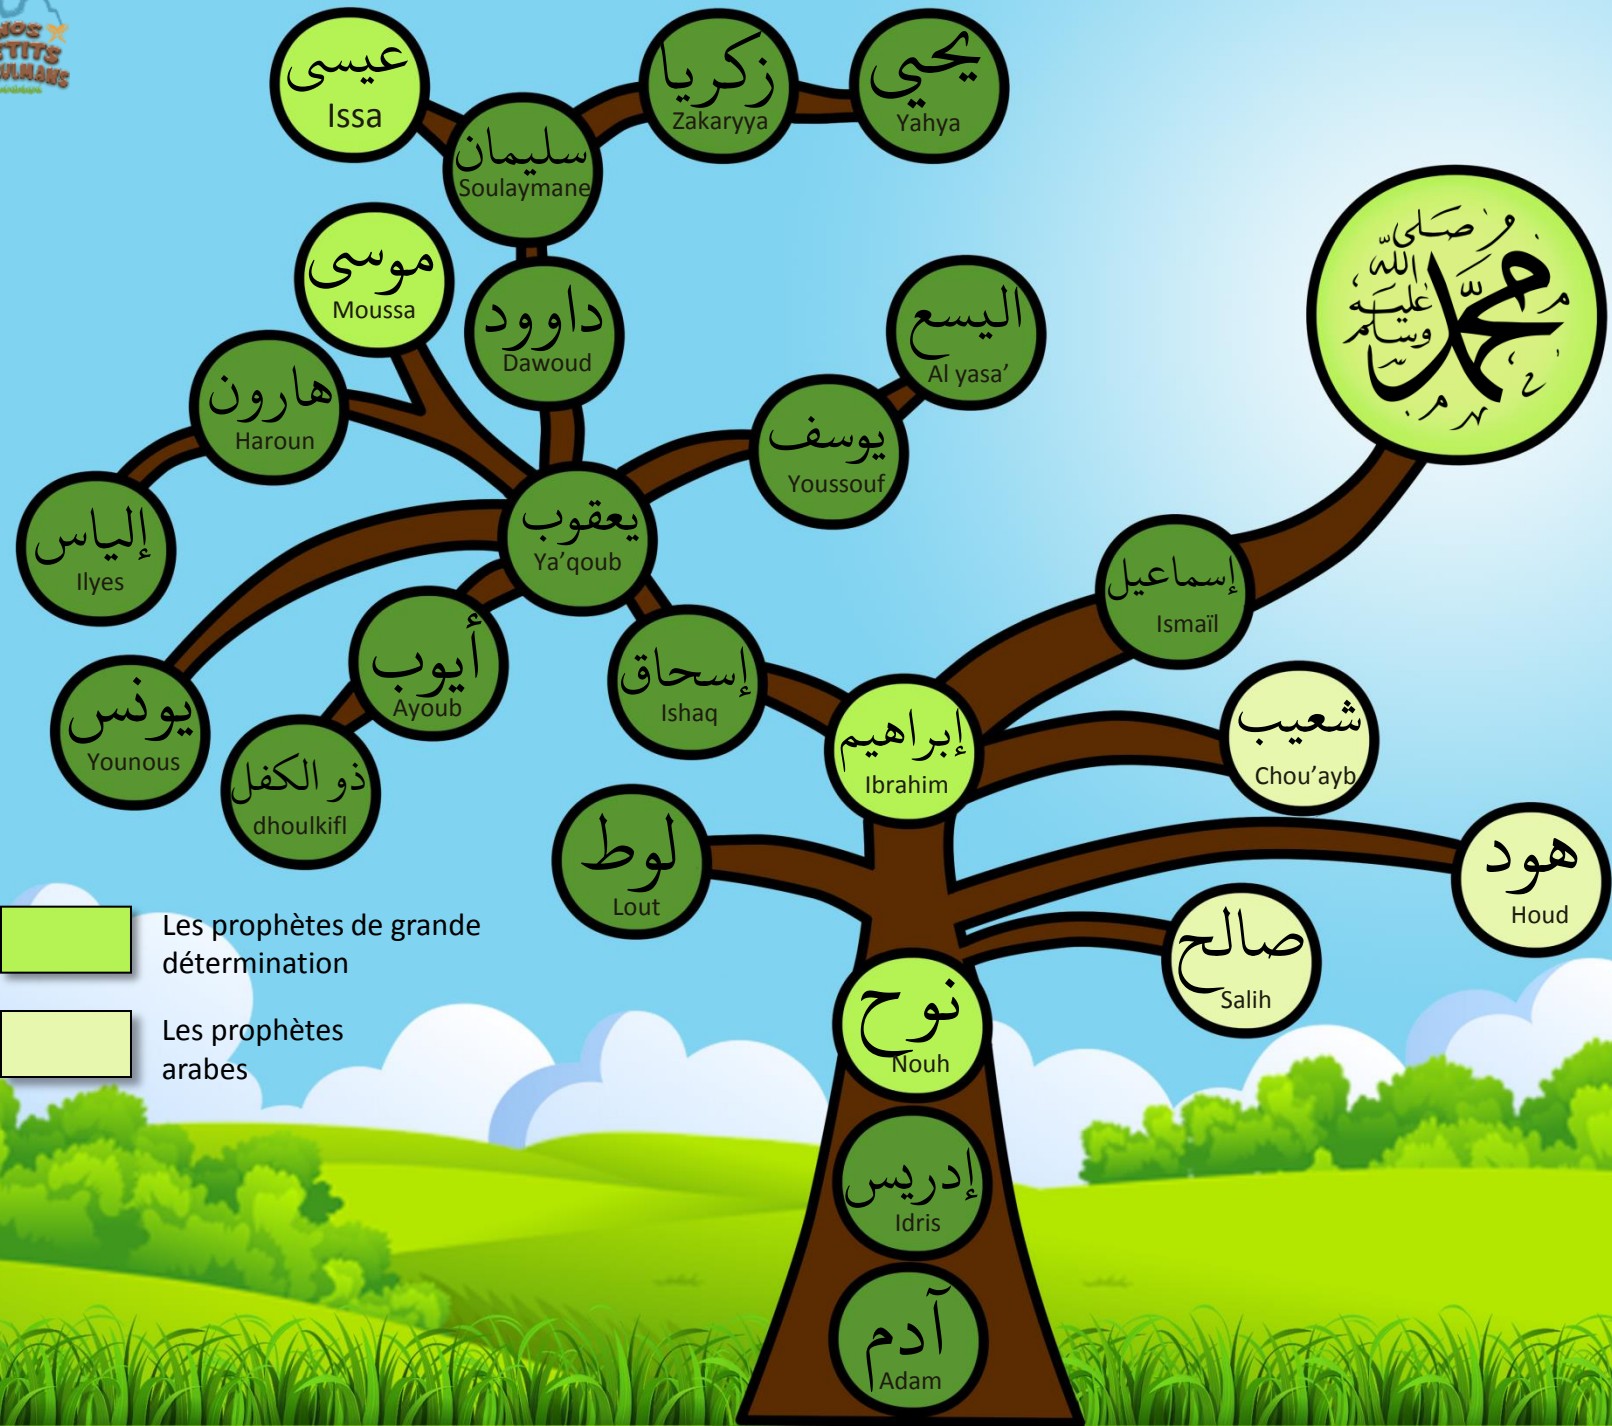 NOS
عيسى
Issa
زكريا
Zakaryya
يحيى
Yahya
سليمان
Soulaymane
موسى
Moussa
داوود
Dawoud
اليسع
Al yasa’
محمد
صلى
الله
عليه
وسلم
هارون
Haroun
يوسف
Youssouf
إلياس
Ilyes
يعقوب
Ya’qoub
إسماعيل
Ismaïl
أيوب
Ayoub
إسحاق
Ishaq
يونس
Younous
ذو الكفل
dhoulkifl
إبراهيم
Ibrahim
شعيب
Chou’ayb
لوط
Lout
هود
Houd
صالح
Salih
Les prophètes de grande
détermination
Les prophètes
arabes
نوح
Nouh
إدريس
Idris
آدم
Adam